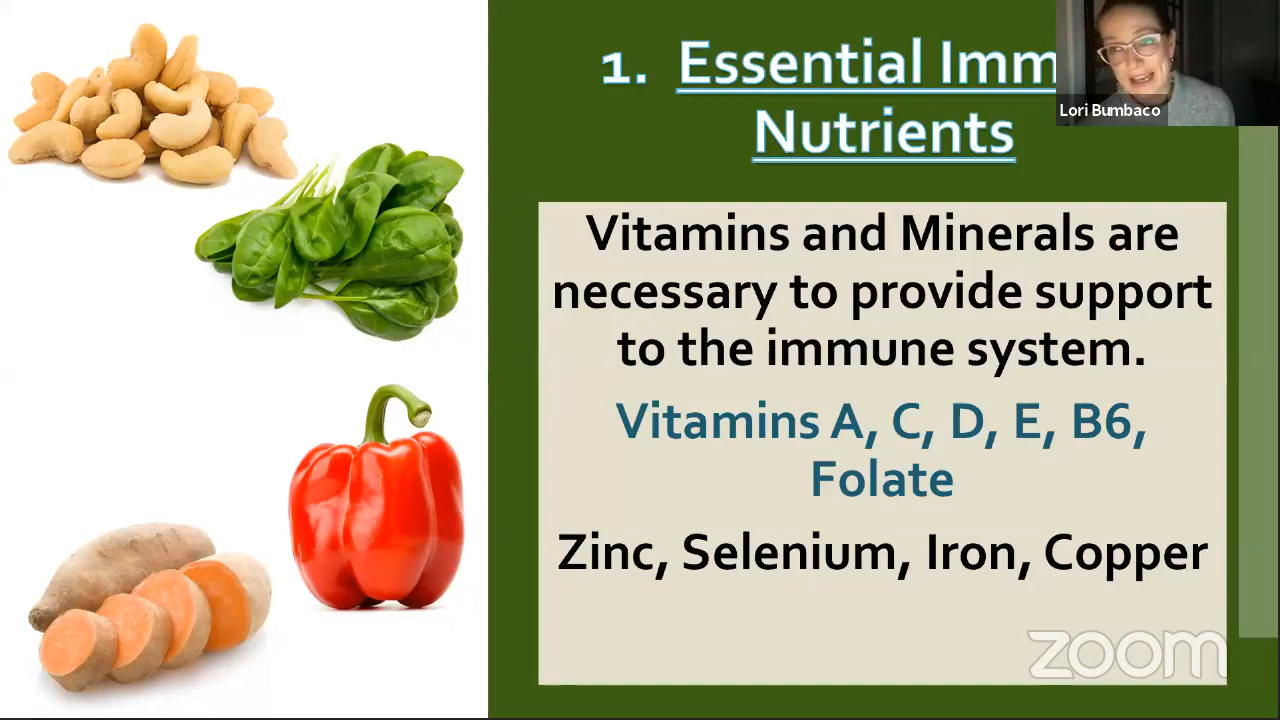 1. Essential Imm
Nutrients
Lori Bumbaco
Vitamins and Minerals are
necessary to provide support
to the immune system.
Vitamins A, C, D, E, B6,
Folate
Zinc, Selenium, Iron, Copper
zoom